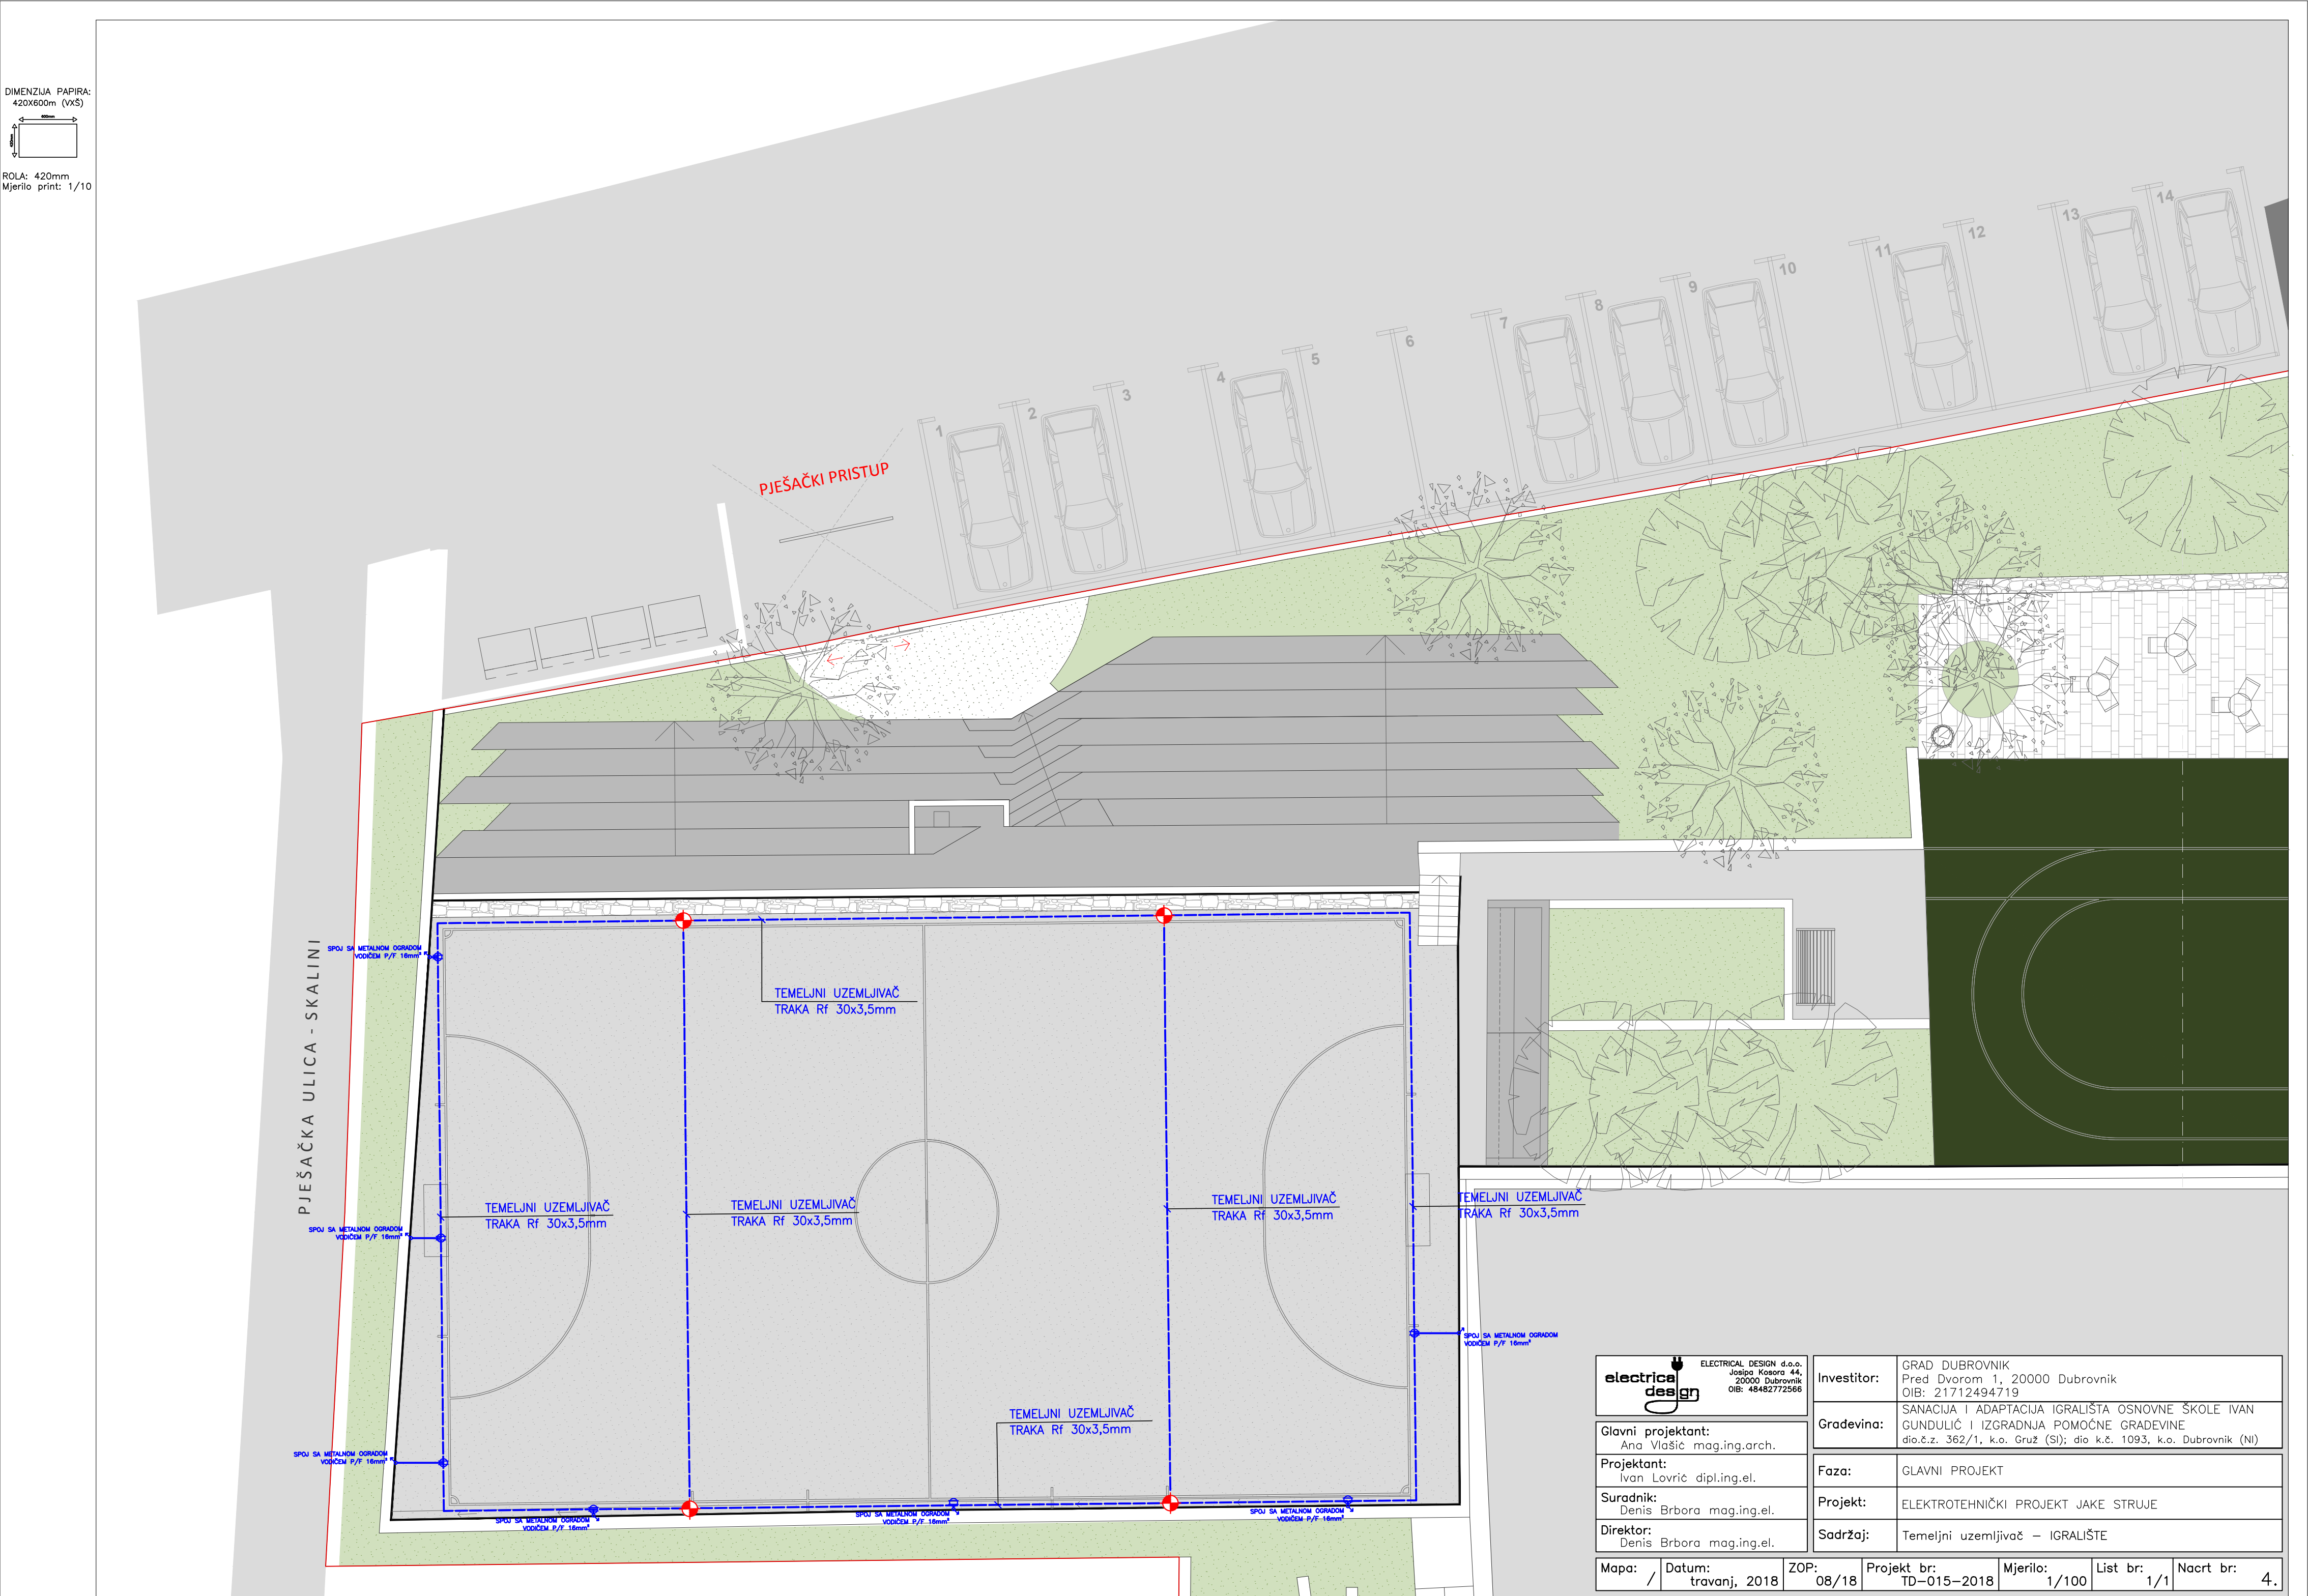 DIMENZIJA PAPIRA:
420X600m (VXŠ)
600mm
400mm
ROLA: 420mm
Mjerilo print: 1/10
PJEŠAČKI PRISTUP
1
2
3
4
5
6
7
8
9
10
11
12
13
14
PJEŠAČKA ULICA - SKALINI
SPOJ SA METALNOM OGRADOM
VODIČEM P/F 16mm²
TEMELJNI UZEMLJIVAČ
TRAKA Rf 30x3,5mm
TEMELJNI UZEMLJIVAČ
TRAKA Rf 30x3,5mm
TEMELJNI UZEMLJIVAČ
TRAKA Rf 30x3,5mm
TEMELJNI UZEMLJIVAČ
TRAKA Rf 30x3,5mm
TEMELJNI UZEMLJIVAČ
TRAKA Rf 30x3,5mm
SPOJ SA METALNOM OGRADOM
VODIČEM P/F 16mm²
SPOJ SA METALNOM OGRADOM
VODIČEM P/F 16mm²
TEMELJNI UZEMLJIVAČ
TRAKA Rf 30x3,5mm
SPOJ SA METALNOM OGRADOM
VODIČEM P/F 16mm²
SPOJ SA METALNOM OGRADOM
VODIČEM P/F 16mm²
SPOJ SA METALNOM OGRADOM
VODIČEM P/F 16mm²
SPOJ SA METALNOM OGRADOM
VODIČEM P/F 16mm²
electrical
design
ELECTRICAL DESIGN d.o.o.
Josipa Kosora 44,
20000 Dubrovnik
OIB: 48482772566
Investitor:
GRAD DUBROVNIK
Pred Dvorom 1, 20000 Dubrovnik
OIB: 21712494719
Građevina:
SANACIJA I ADAPTACIJA IGRALIŠTA OSNOVNE ŠKOLE IVAN
GUNDULIĆ I IZGRADNJA POMOĆNE GRAĐEVINE
dio.č.z. 362/1, k.o. Gruž (SI); dio k.č. 1093, k.o. Dubrovnik (NI)
Glavni projektant:
Ana Vlašić mag.ing.arch.
Projektant:
Ivan Lovrić dipl.ing.el.
Suradnik:
Denis Brbora mag.ing.el.
Direktor:
Denis Brbora mag.ing.el.
Faza: GLAVNI PROJEKT
Projekt: ELEKTROTEHNIČKI PROJEKT JAKE STRUJE
Sadržaj: Temeljni uzemljivač – IGRALIŠTE
Mapa: /
Datum: travanj, 2018
ZOP: 08/18
Projekt br: TD-015-2018
Mjerilo: 1/100
List br: 1/1
Nacrt br: 4.